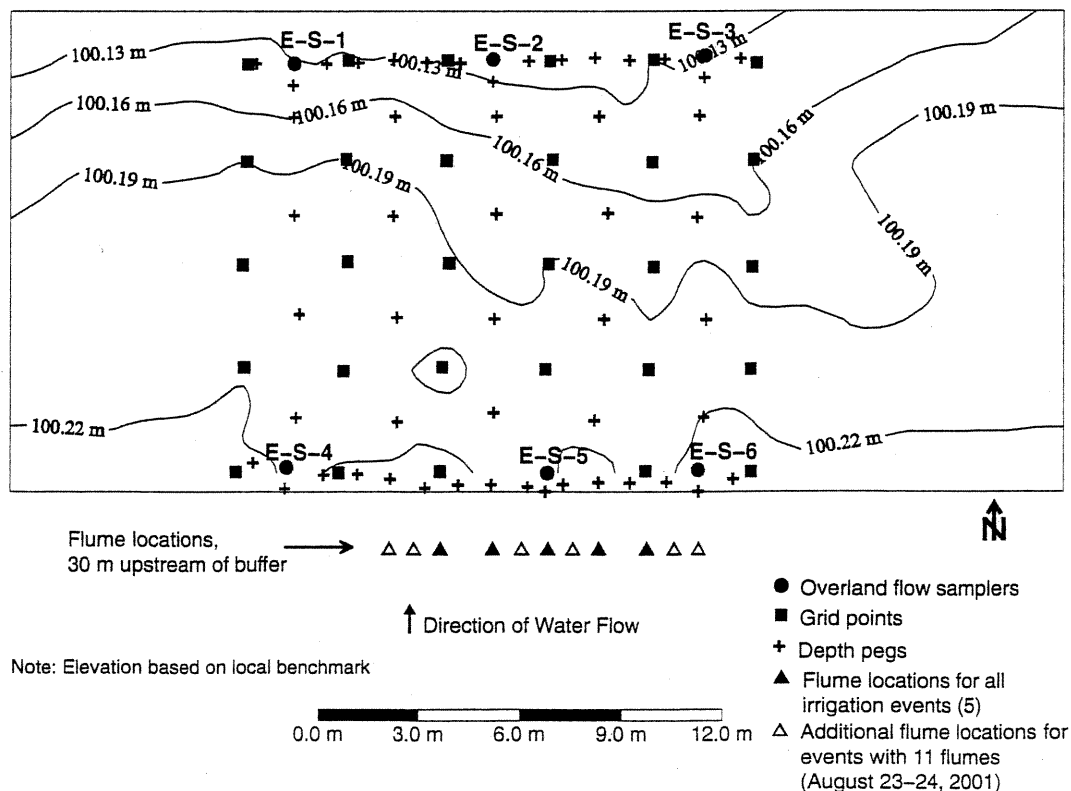 E-S-1
E-S-2
E-S-3
100.13 m
100.13 m
100.13 m
100.16 m
100.16 m
100.16 m
100.16 m
100.19 m
100.19 m
100.19 m
100.19 m
100.19 m
100.22 m
100.22 m
E-S-4
E-S-5
E-S-6
N
Flume locations,
30 m upstream of buffer
Direction of Water Flow
Note: Elevation based on local benchmark
0.0 m 3.0 m 6.0 m 9.0 m 12.0 m
Overland flow samplers
Grid points
Depth pegs
Flume locations for all
irrigation events (5)
Additional flume locations for
events with 11 flumes
(August 23–24, 2001)